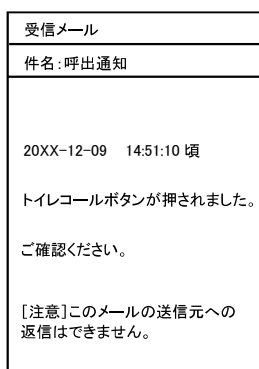 受信メール
件名:呼出通知
20XX-12-09 14:51:10 頃
トイレコールボタンが押されました。
ご確認ください。
[注意]このメールの送信元への
返信はできません。